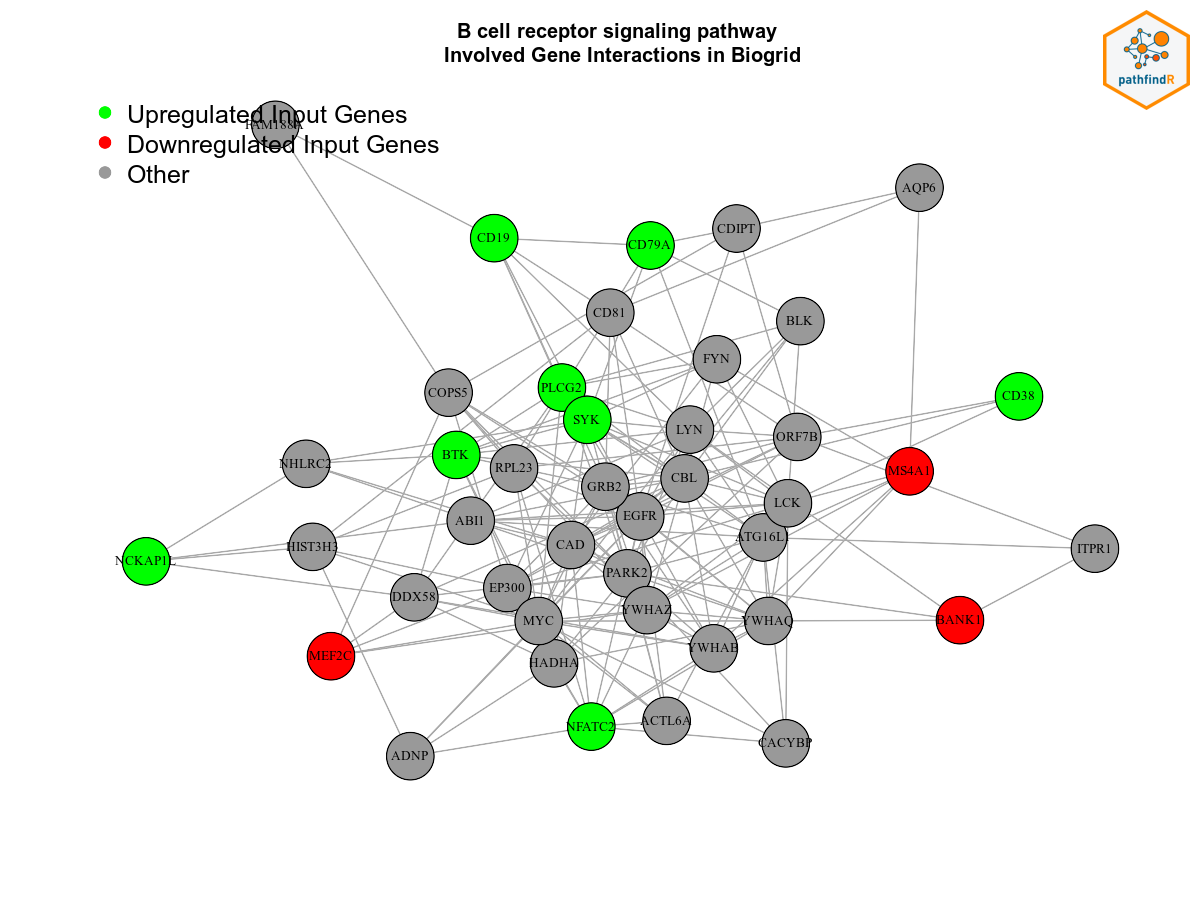 B cell receptor signaling pathway
Involved Gene Interactions in Biogrid
pathfindR
Upregulated Input Genes
FAM188A
Downregulated Input Genes
Other
AQP6
CDIPT
CD19
CD79A
CD81
BLK
FYN
PLCG2
COPS5
CD38
SYK
LYN
ORF7B
BTK
NHLRC2
RPL23
MS4A1
CBL
GRB2
LCK
EGFR
ABI1
ATG16L1
CAD
HIST3H3
ITPR1
NCKAP1L
PARK2
EP300
DDX58
YWHAZ
MYC
YWHAQ
BANK1
YWHAB
MEF2C
HADHA
ACTL6A
NFATC2
CACYBP
ADNP